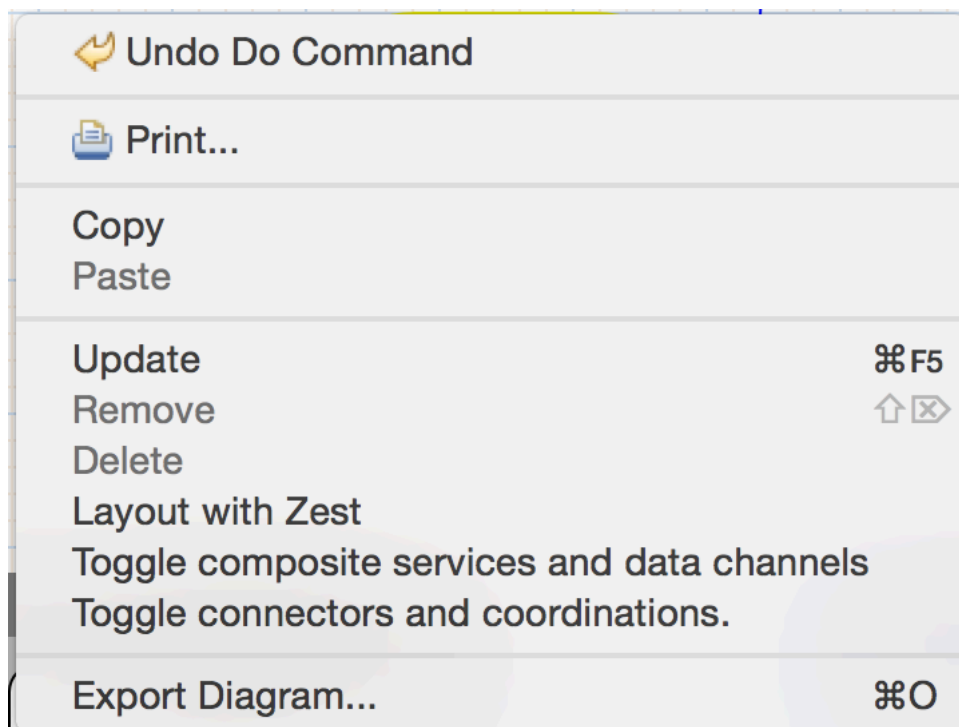 Undo Do Command
Print...
Copy
Paste
Update ⌘F5
Remove ⇧⌦
Delete
Layout with Zest
Toggle composite services and data channels
Toggle connectors and coordinations.
Export Diagram... ⌘O